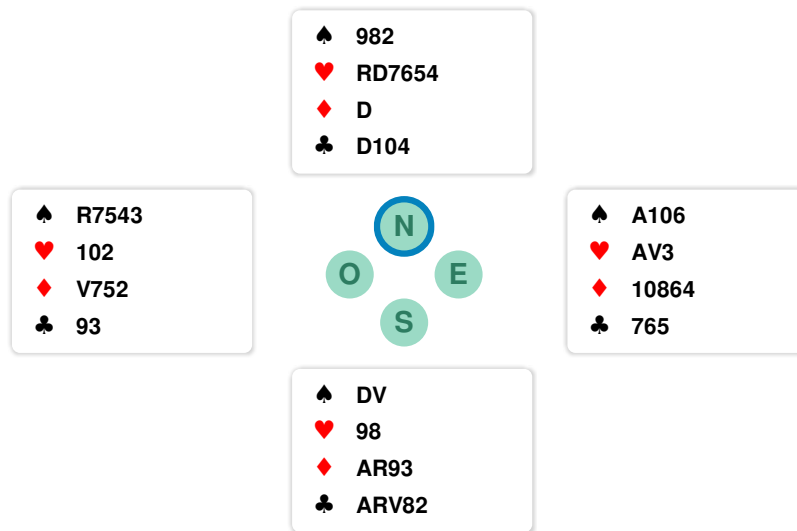 ♠ 982
♥ RD7654
♦ D
♣ D104
♠ R7543
♥ 102
♦ V752
♣ 93
N
O E
S
♠ A106
♥ AV3
♦ 10864
♣ 765
♠ DV
♥ 98
♦ AR93
♣ ARV82